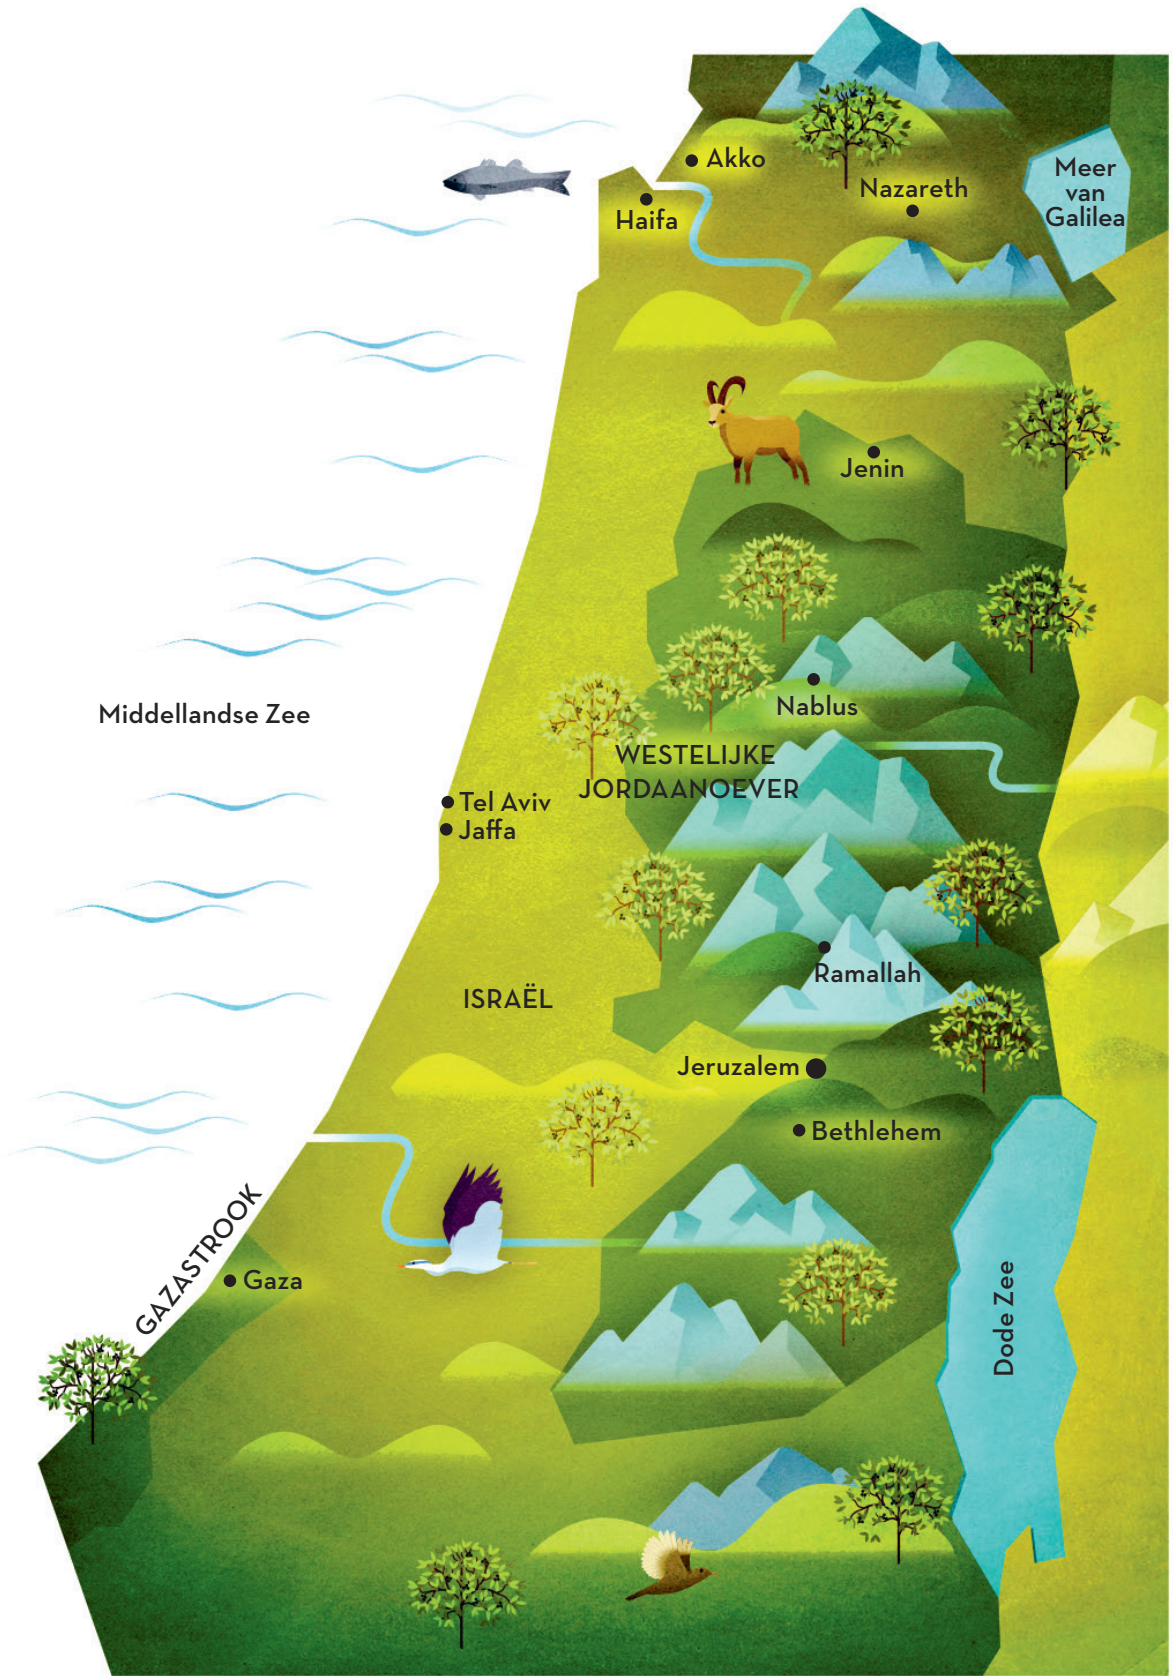 Akko
Meer
van
Galilea
Nazareth
Haifa
Jenin
Nablus
Middellandse Zee
WESTELIJKE
JORDAANOEVER
Tel Aviv
Jaffa
Ramallah
ISRAËL
Jeruzalem
Bethlehem
GAZASTROOK
Gaza
Dode Zee